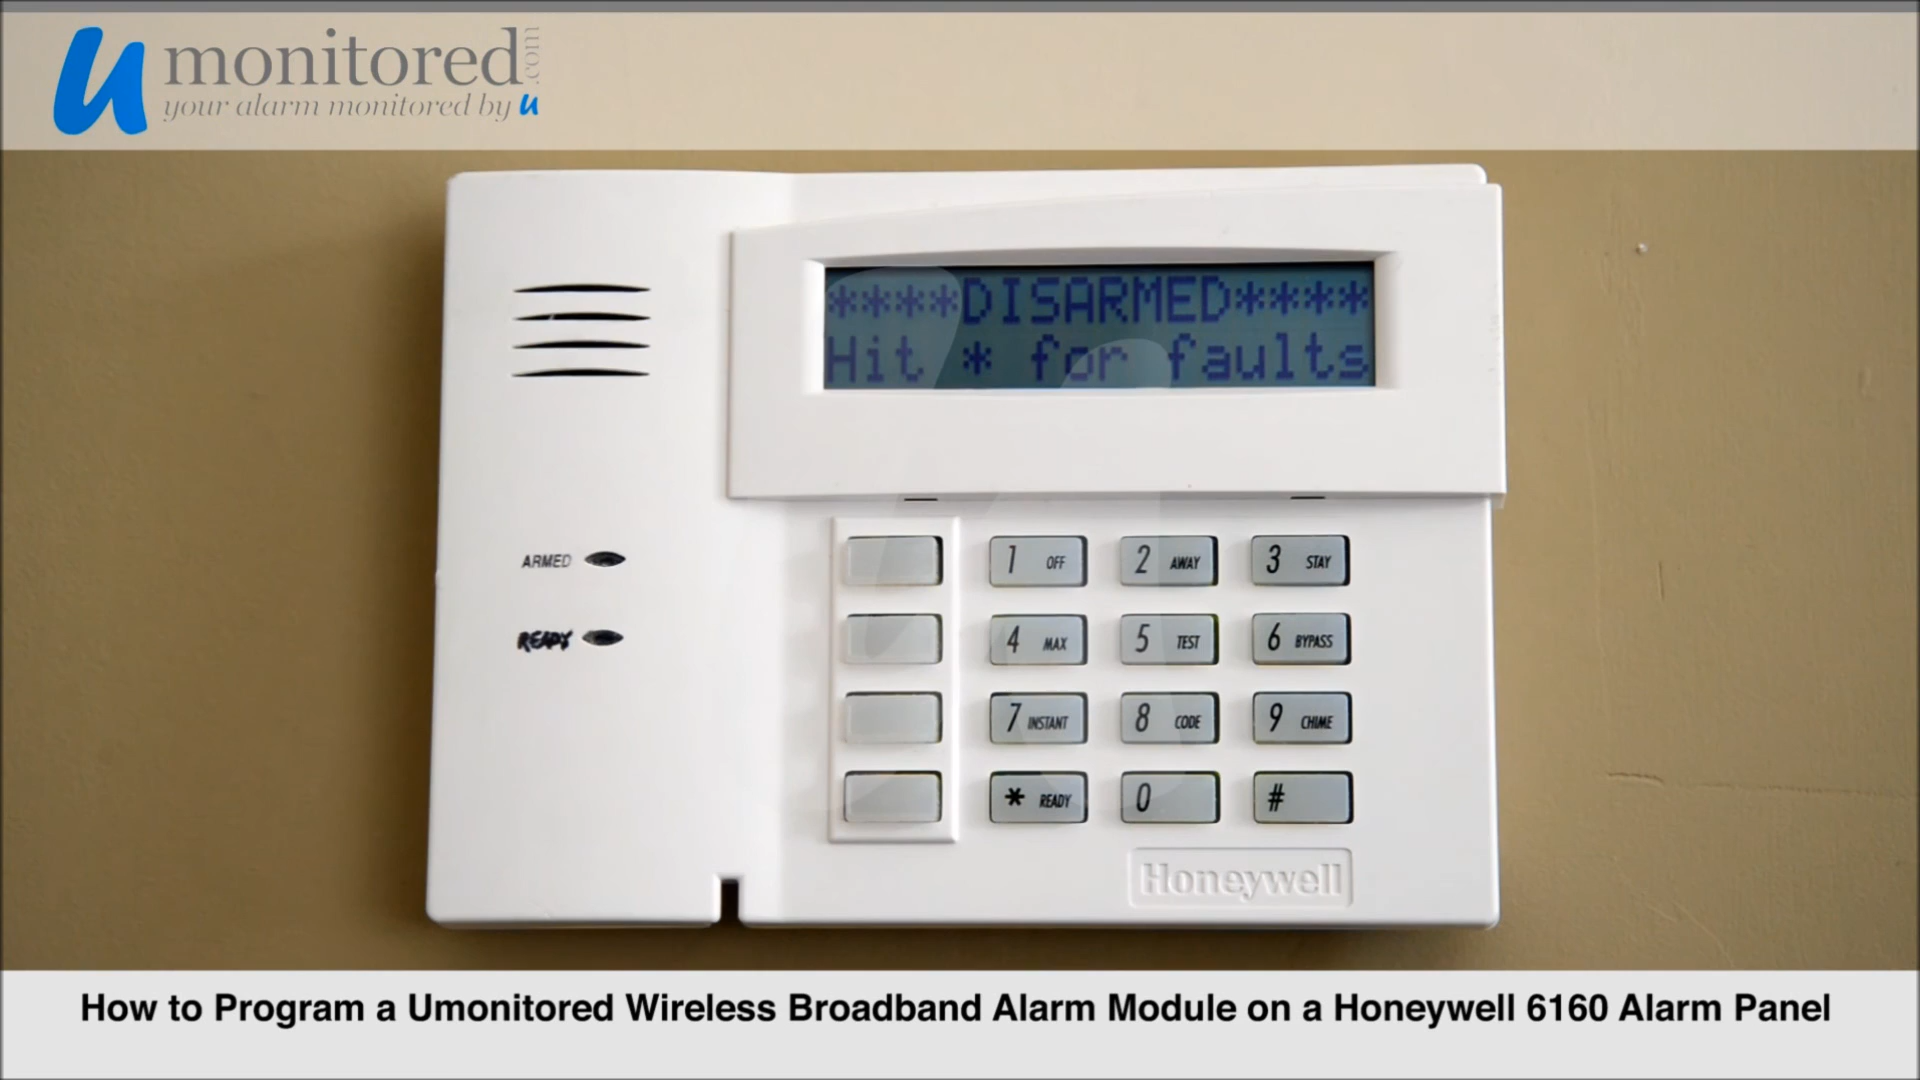 u monitored.com
your alarm monitored by u
****DISARMED****
Hit * for faults
ARMED
READY
1 OFF
2 AWAY
3 STAY
4 MAX
5 TEST
6 BYPASS
7 INSTANT
8 CODE
9 CHIME
* READY
0
#
Honeywell
How to Program a Umonitored Wireless Broadband Alarm Module on a Honeywell 6160 Alarm Panel